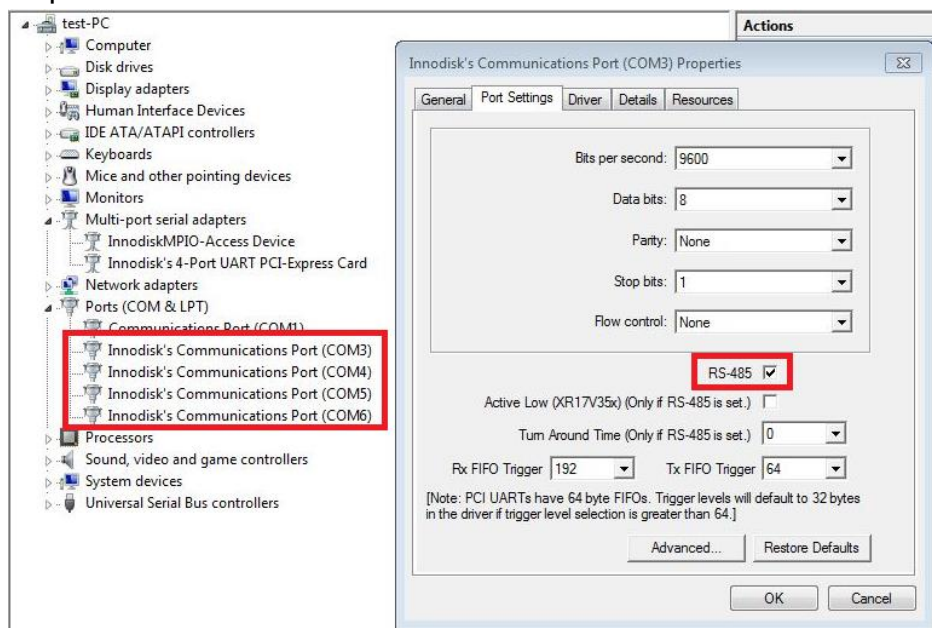 test-PC
Computer
Disk drives
Display adapters
Human Interface Devices
IDE ATA/ATAPI controllers
Keyboards
Mice and other pointing devices
Monitors
Multi-port serial adapters
InnodiskMPIO-Access Device
Innodisk's 4-Port UART PCI-Express Card
Network adapters
Ports (COM & LPT)
Communications Port (COM1)
Innodisk's Communications Port (COM3)
Innodisk's Communications Port (COM4)
Innodisk's Communications Port (COM5)
Innodisk's Communications Port (COM6)
Processors
Sound, video and game controllers
System devices
Universal Serial Bus controllers
Actions
Innodisk's Communications Port (COM3) Properties
General Port Settings Driver Details Resources
Bits per second: 9600
Data bits: 8
Parity: None
Stop bits: 1
Flow control: None
RS-485
Active Low (XR17V35x) (Only if RS-485 is set.)
Turn Around Time (Only if RS-485 is set.) 0
Rx FIFO Trigger 192 Tx FIFO Trigger 64
[Note: PCI UARTs have 64 byte FIFOs. Trigger levels will default to 32 bytes
in the driver if trigger level selection is greater than 64.]
Advanced... Restore Defaults
OK Cancel